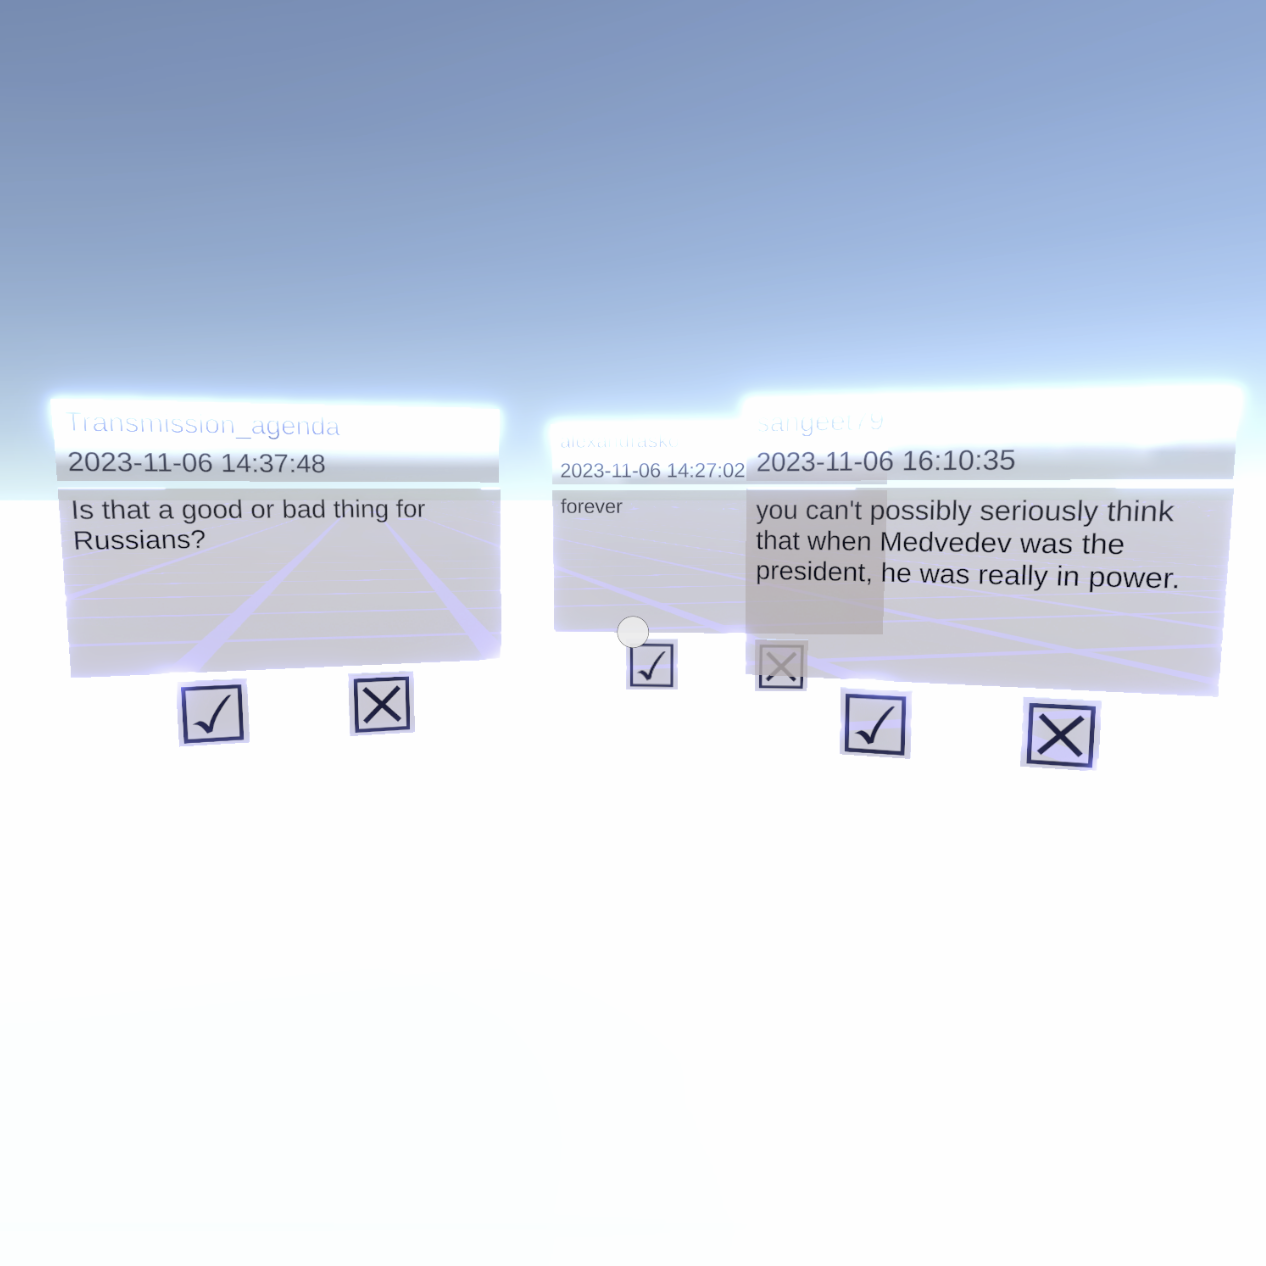 Transmission_agenda
2023-11-06 14:37:48
Is that a good or bad thing for
Russians?
2023-11-06 14:27:02
forever
sangeet79
2023-11-06 16:10:35
you can't possibly seriously think
that when Medvedev was the
president, he was really in power.